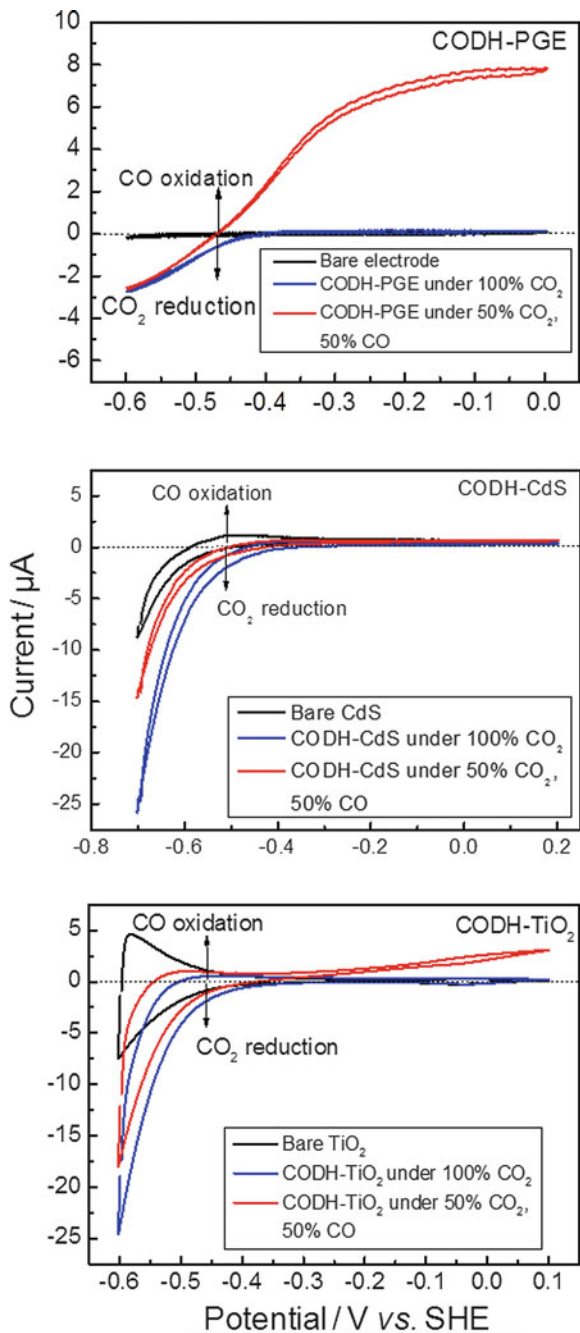 CODH-PGE
10
8
6
4
2
0
-2
-4
-6
CO oxidation
CO₂ reduction
Bare electrode
CODH-PGE under 100% CO₂
CODH-PGE under 50% CO₂,
50% CO
-0.6 -0.5 -0.4 -0.3 -0.2 -0.1 0.0
CODH-CdS
5
0
-5
-10
-15
-20
-25
CO oxidation
CO₂ reduction
Bare CdS
CODH-CdS under 100% CO₂
CODH-CdS under 50% CO₂,
50% CO
-0.8 -0.6 -0.4 -0.2 0.0 0.2
Current / µA
CODH-TiO₂
5
0
-5
-10
-15
-20
-25
CO oxidation
CO₂ reduction
Bare TiO₂
CODH-TiO₂ under 100% CO₂
CODH-TiO₂ under 50% CO₂,
50% CO
-0.6 -0.5 -0.4 -0.3 -0.2 -0.1 0.0 0.1
Potential / V vs. SHE